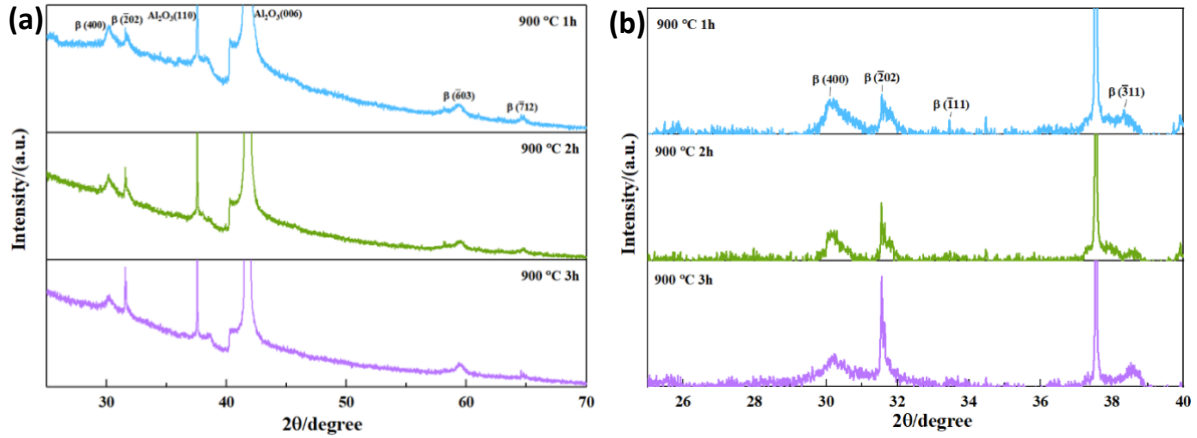 (a)
β (400)
β (2̅02)
Al₂O₃(110)
Al₂O₃(006)
900 °C 1h
β (6̅03)
β (7̅12)
900 °C 2h
900 °C 3h
Intensity/(a.u.)
30
40
50
60
70
2θ/degree
(b)
900 °C 1h
β (400)
β (2̅02)
β (1̅11)
β (3̅11)
900 °C 2h
900 °C 3h
Intensity/(a.u.)
26
28
30
32
34
36
38
40
2θ/degree